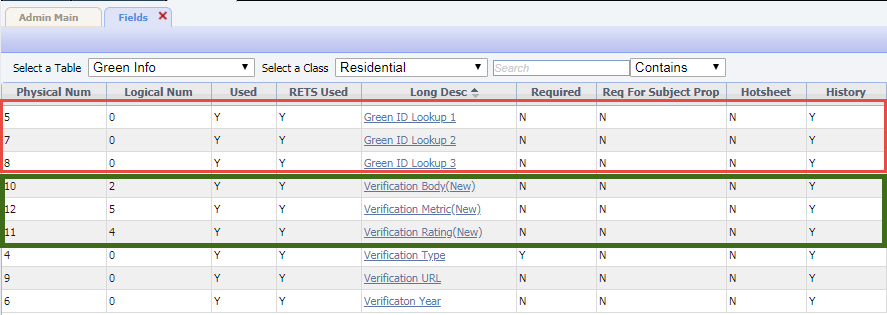 Admin Main Fields
Select a Table Green Info Select a Class Residential Search Contains
Physical Num Logical Num Used RETS Used Long Desc Required Req For Subject Prop Hotsheet History
5 0 Y Y Green ID Lookup 1 N N N Y
7 0 Y Y Green ID Lookup 2 N N N Y
8 0 Y Y Green ID Lookup 3 N N N Y
10 2 Y Y Verification Body(New) N N N Y
12 5 Y Y Verification Metric(New) N N N Y
11 4 Y Y Verification Rating(New) N N N Y
4 0 Y Y Verification Type Y N N Y
9 0 Y Y Verification URL N N N Y
6 0 Y Y Verificaton Year N N N Y